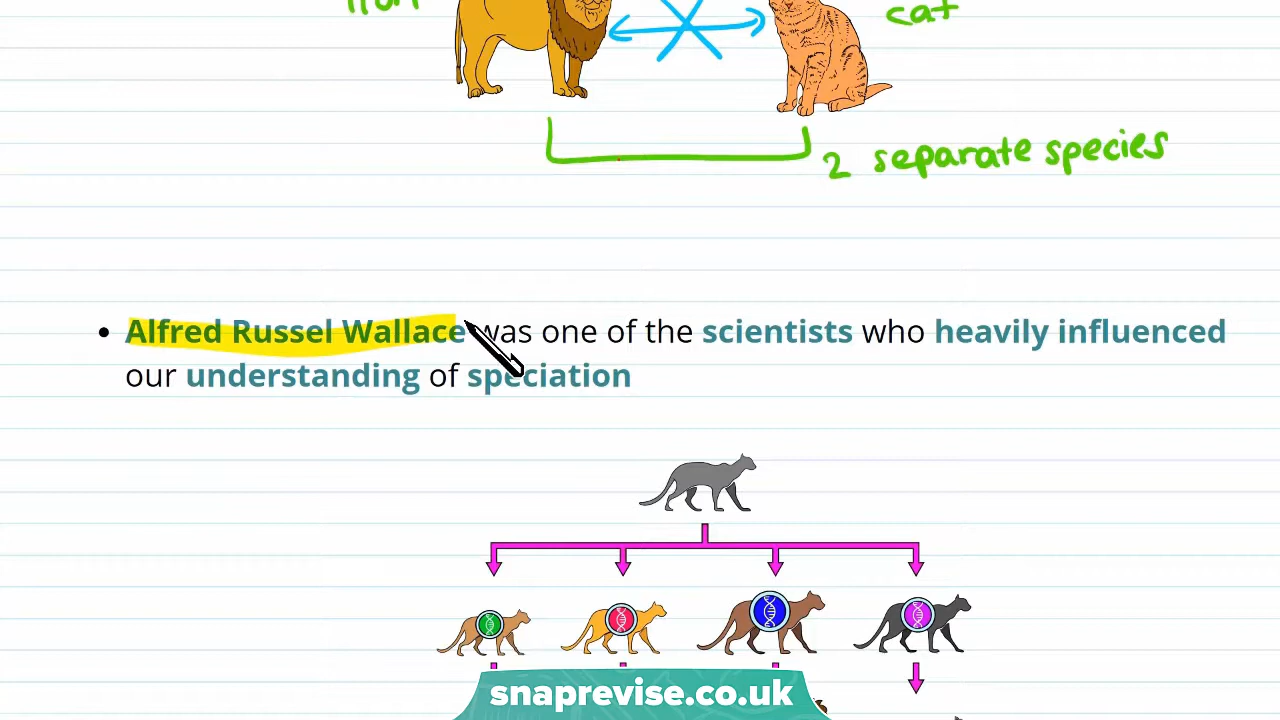 cat
2 separate species
Alfred Russel Wallace was one of the scientists who heavily influenced
our understanding of speciation
snaprevise.co.uk